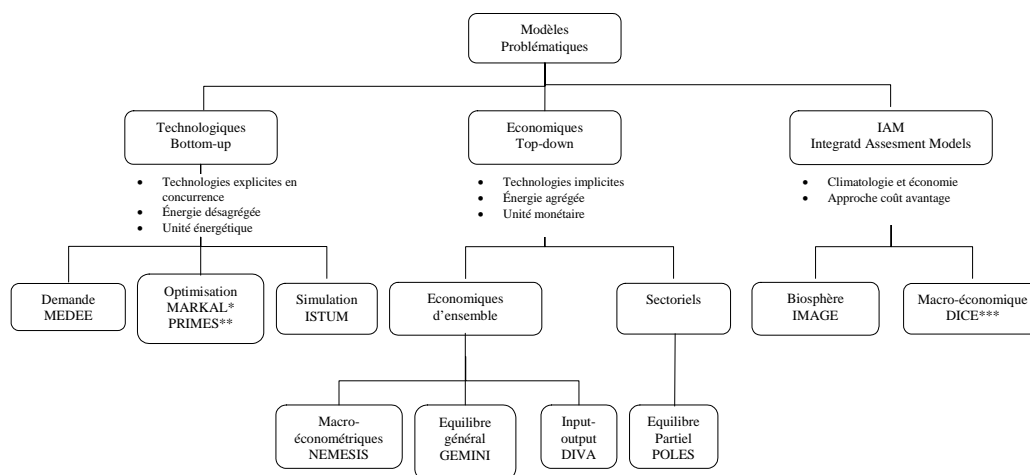 Modèles
Problématiques
Technologiques
Bottom-up
Economiques
Top-down
IAM
Integratd Assesment Models
• Technologies explicites en
concurrence
• Énergie désagrégée
• Unité énergétique
• Technologies implicites
• Énergie agrégée
• Unité monétaire
• Climatologie et économie
• Approche coût avantage
Demande
MEDEE
Optimisation
MARKAL*
PRIMES**
Simulation
ISTUM
Economiques
d'ensemble
Sectoriels
Biosphère
IMAGE
Macro-économique
DICE***
Macro-
économétriques
NEMESIS
Equilibre
général
GEMINI
Input-
output
DIVA
Equilibre
Partiel
POLES